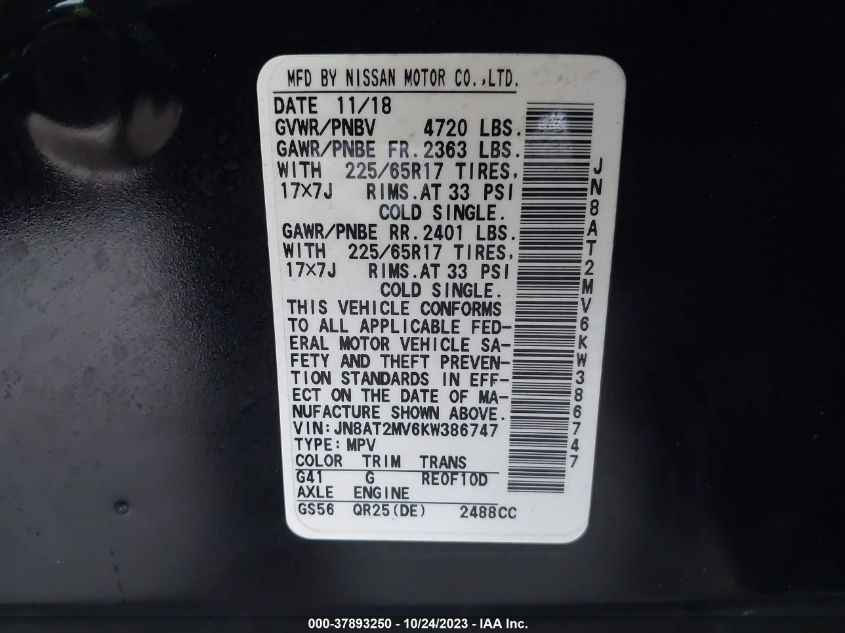 MFD BY NISSAN MOTOR CO.,LTD.
DATE 11/18
GVWR/PNBV 4720 LBS.
GAWR/PNBE FR. 2363 LBS.
WITH 225/65R17 TIRES,
17×7J RIMS.AT 33 PSI
COLD SINGLE.
GAWR/PNBE RR. 2401 LBS.
WITH 225/65R17 TIRES,
17×7J RIMS.AT 33 PSI
COLD SINGLE.
THIS VEHICLE CONFORMS
TO ALL APPLICABLE FED-
ERAL MOTOR VEHICLE SA-
FETY AND THEFT PREVEN-
TION STANDARDS IN EFF-
ECT ON THE DATE OF MA-
NUFACTURE SHOWN ABOVE.
VIN:JN8AT2MV6KW386747
TYPE:MPV
COLOR TRIM TRANS
G41 G RE0F10D
AXLE ENGINE
GS56 QR25(DE) 2488CC
JN8AT2MV6KW386747
000-37893250 - 10/24/2023 - IAA Inc.